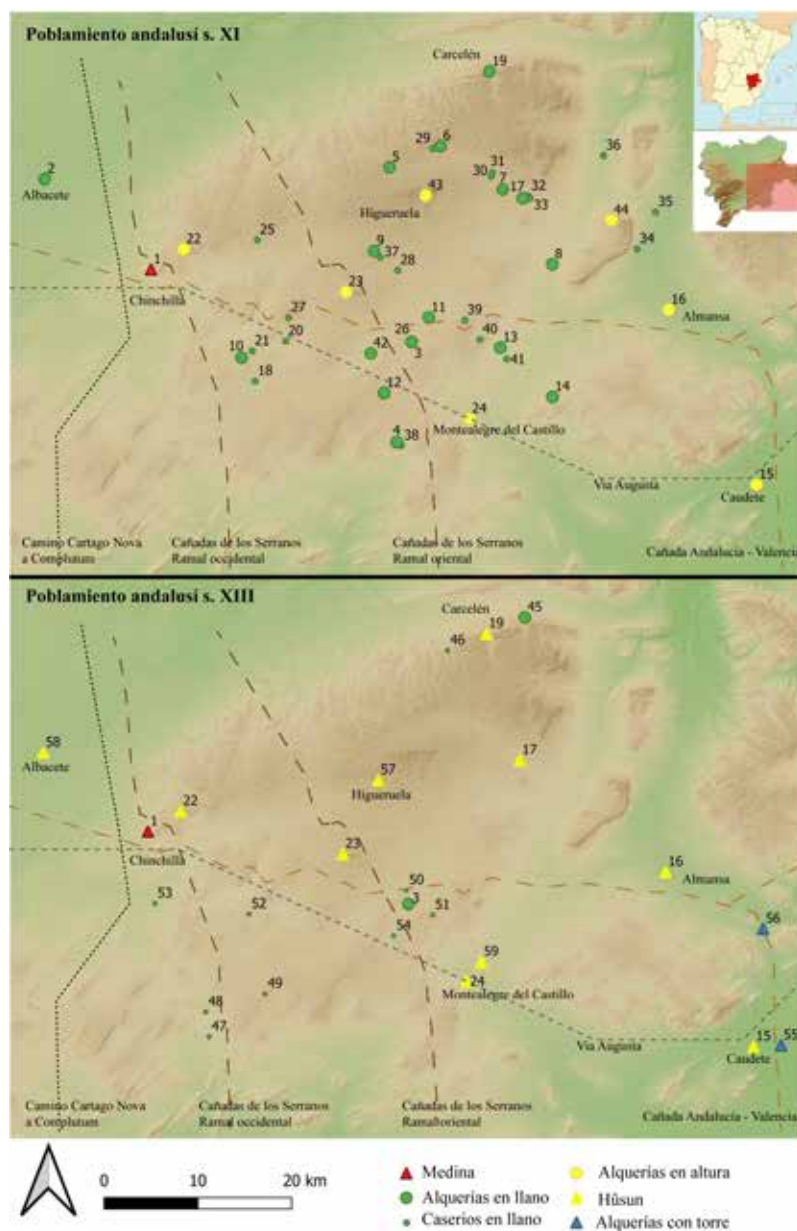 Poblamiento andalusí s. XI
Carcelén
19
29
6
36
31
30
5
7
17
32
33
2
Albacete
43
Higueruela
35
44
34
25
22
9
37
28
8
1
Chinchilla
23
16
Almansa
27
11
39
20
26
3
40
13
41
21
10
42
18
12
14
24
Montealegre del Castillo
4
38
15
Via Augusta
Caudete
Camino Cartago Nova
a Complutum
Cañadas de los Serranos
Ramal occidental
Cañadas de los Serranos
Ramal oriental
Cañada Andalucía - Valencia
Poblamiento andalusí s. XIII
Carcelén
45
19
46
58
Albacete
17
57
Higueruela
22
1
Chinchilla
23
16
Almansa
50
3
53
52
51
56
54
59
49
24
Montealegre del Castillo
48
47
Via Augusta
15
55
Caudete
Camino Cartago Nova
a Complutum
Cañadas de los Serranos
Ramal occidental
Cañadas de los Serranos
Ramal oriental
Cañada Andalucía - Valencia
0 10 20 km
Medina
Alquerías en llano
Caserios en llano
Alquerías en altura
Hûsun
Alquerías con torre